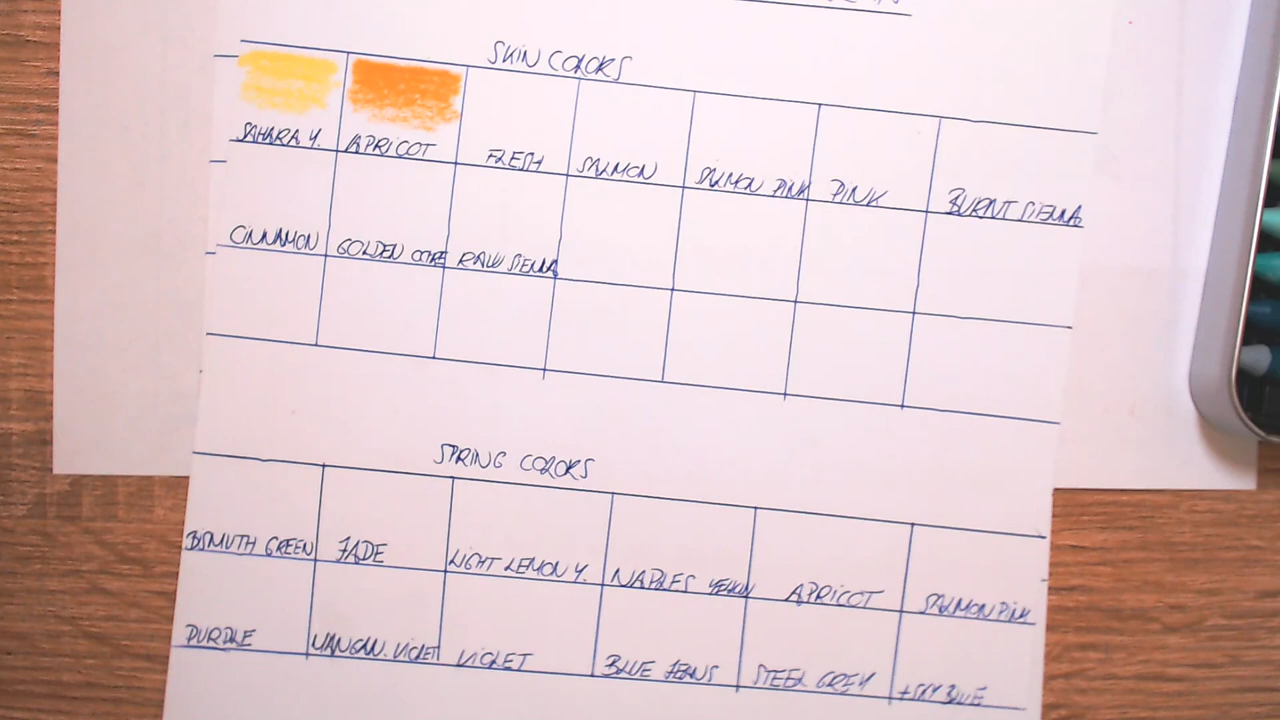 SKIN COLORS
SAHARA Y. APRICOT FLESH SALMON SALMON PINK PINK BURNT SIENNA
CINNAMON GOLDEN OCRE RAW SIENNA
SPRING COLORS
BISMUTH GREEN JADE LIGHT LEMON Y. NAPLES YELLOW APRICOT SALMON PINK
PURPLE MANGAN. VIOLET VIOLET BLUE JEANS STEEL GREY + SKY BLUE